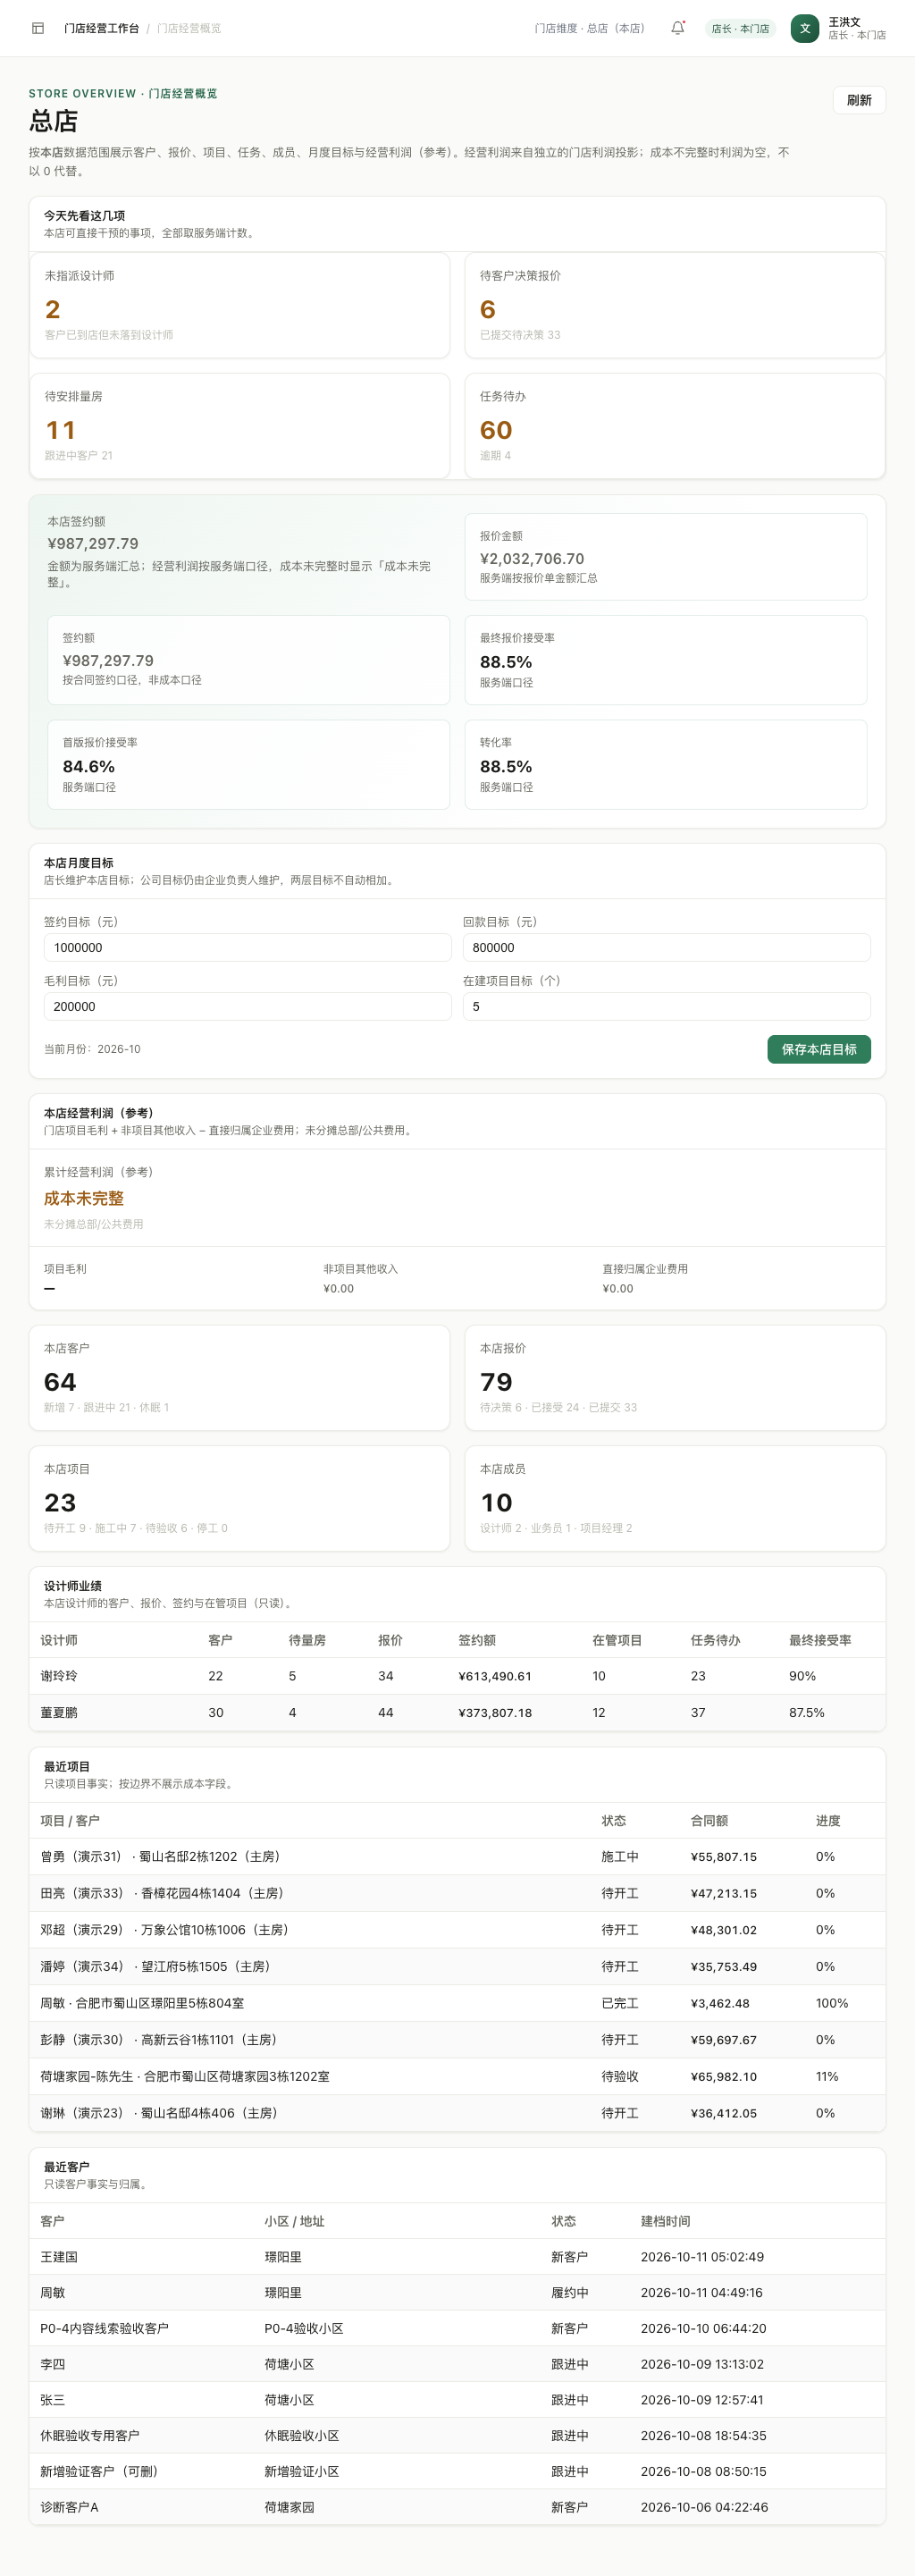 门店经营工作台 / 门店经营概览
门店维度 · 总店（本店）
店长 · 本门店
文
王洪文
店长 · 本门店
STORE OVERVIEW · 门店经营概览
总店
刷新
按本店数据范围展示客户、报价、项目、任务、成员、月度目标与经营利润（参考）。经营利润来自独立的门店利润投影；成本不完整时利润为空，不
以 0 代替。
今天先看这几项
本店可直接干预的事项，全部取服务端计数。
未指派设计师
2
客户已到店但未落到设计师
待客户决策报价
6
已提交待决策 33
待安排量房
11
跟进中客户 21
任务待办
60
逾期 4
本店签约额
¥987,297.79
金额为服务端汇总；经营利润按服务端口径，成本未完整时显示「成本未完
整」。
报价金额
¥2,032,706.70
服务端按报价单金额汇总
签约额
¥987,297.79
按合同签约口径，非成本口径
最终报价接受率
88.5%
服务端口径
首版报价接受率
84.6%
服务端口径
转化率
88.5%
服务端口径
本店月度目标
店长维护本店目标；公司目标仍由企业负责人维护，两层目标不自动相加。
签约目标（元）
1000000
回款目标（元）
800000
毛利目标（元）
200000
在建项目目标（个）
5
当前月份：2026-10
保存本店目标
本店经营利润（参考）
门店项目毛利 + 非项目其他收入 − 直接归属企业费用；未分摊总部/公共费用。
累计经营利润（参考）
成本未完整
未分摊总部/公共费用
项目毛利
—
非项目其他收入
¥0.00
直接归属企业费用
¥0.00
本店客户
64
新增 7 · 跟进中 21 · 休眠 1
本店报价
79
待决策 6 · 已接受 24 · 已提交 33
本店项目
23
待开工 9 · 施工中 7 · 待验收 6 · 停工 0
本店成员
10
设计师 2 · 业务员 1 · 项目经理 2
设计师业绩
本店设计师的客户、报价、签约与在管项目（只读）。
设计师 客户 待量房 报价 签约额 在管项目 任务待办 最终接受率
谢玲玲 22 5 34 ¥613,490.61 10 23 90%
董夏鹏 30 4 44 ¥373,807.18 12 37 87.5%
最近项目
只读项目事实；按边界不展示成本字段。
项目 / 客户 状态 合同额 进度
曾勇（演示31） · 蜀山名邸2栋1202（主房） 施工中 ¥55,807.15 0%
田亮（演示33） · 香樟花园4栋1404（主房） 待开工 ¥47,213.15 0%
邓超（演示29） · 万象公馆10栋1006（主房） 待开工 ¥48,301.02 0%
潘婷（演示34） · 望江府5栋1505（主房） 待开工 ¥35,753.49 0%
周敏 · 合肥市蜀山区璟阳里5栋804室 已完工 ¥3,462.48 100%
彭静（演示30） · 高新云谷1栋1101（主房） 待开工 ¥59,697.67 0%
荷塘家园-陈先生 · 合肥市蜀山区荷塘家园3栋1202室 待验收 ¥65,982.10 11%
谢琳（演示23） · 蜀山名邸4栋406（主房） 待开工 ¥36,412.05 0%
最近客户
只读客户事实与归属。
客户 小区 / 地址 状态 建档时间
王建国 璟阳里 新客户 2026-10-11 05:02:49
周敏 璟阳里 履约中 2026-10-11 04:49:16
P0-4内容线索验收客户 P0-4验收小区 新客户 2026-10-10 06:44:20
李四 荷塘小区 跟进中 2026-10-09 13:13:02
张三 荷塘小区 跟进中 2026-10-09 12:57:41
休眠验收专用客户 休眠验收小区 跟进中 2026-10-08 18:54:35
新增验证客户（可删） 新增验证小区 跟进中 2026-10-08 08:50:15
诊断客户A 荷塘家园 新客户 2026-10-06 04:22:46